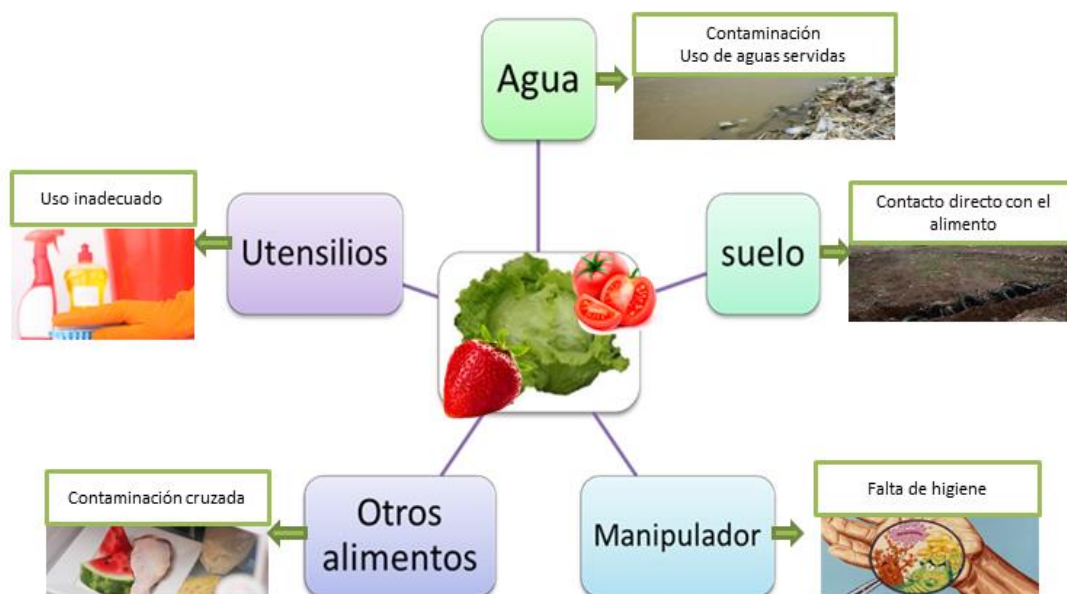 Agua
Contaminación
Uso de aguas servidas
Uso inadecuado
Utensilios
suelo
Contacto directo con el
alimento
Contaminación cruzada
Otros
alimentos
Manipulador
Falta de higiene